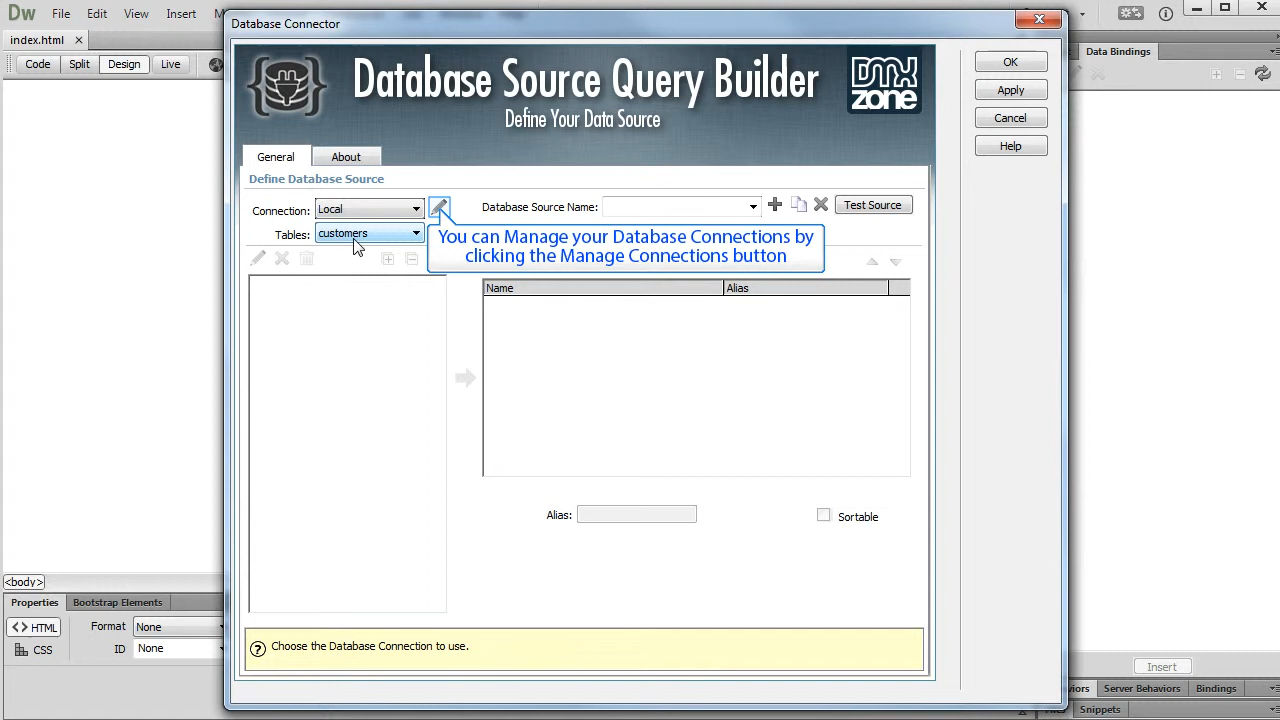 Dw File Edit View Insert M
Database Connector
index.html
Code Split Design Live
Database Source Query Builder
Define Your Data Source
DMX zone
General About
Define Database Source
Connection: Local
Database Source Name:
Test Source
Tables: customers
You can Manage your Database Connections by
clicking the Manage Connections button
Name Alias
Alias:
Sortable
Choose the Database Connection to use.
OK
Apply
Cancel
Help
Data Bindings
<body>
Properties Bootstrap Elements
HTML
CSS
Format None
ID None
Insert
Server Behaviors Bindings
Snippets